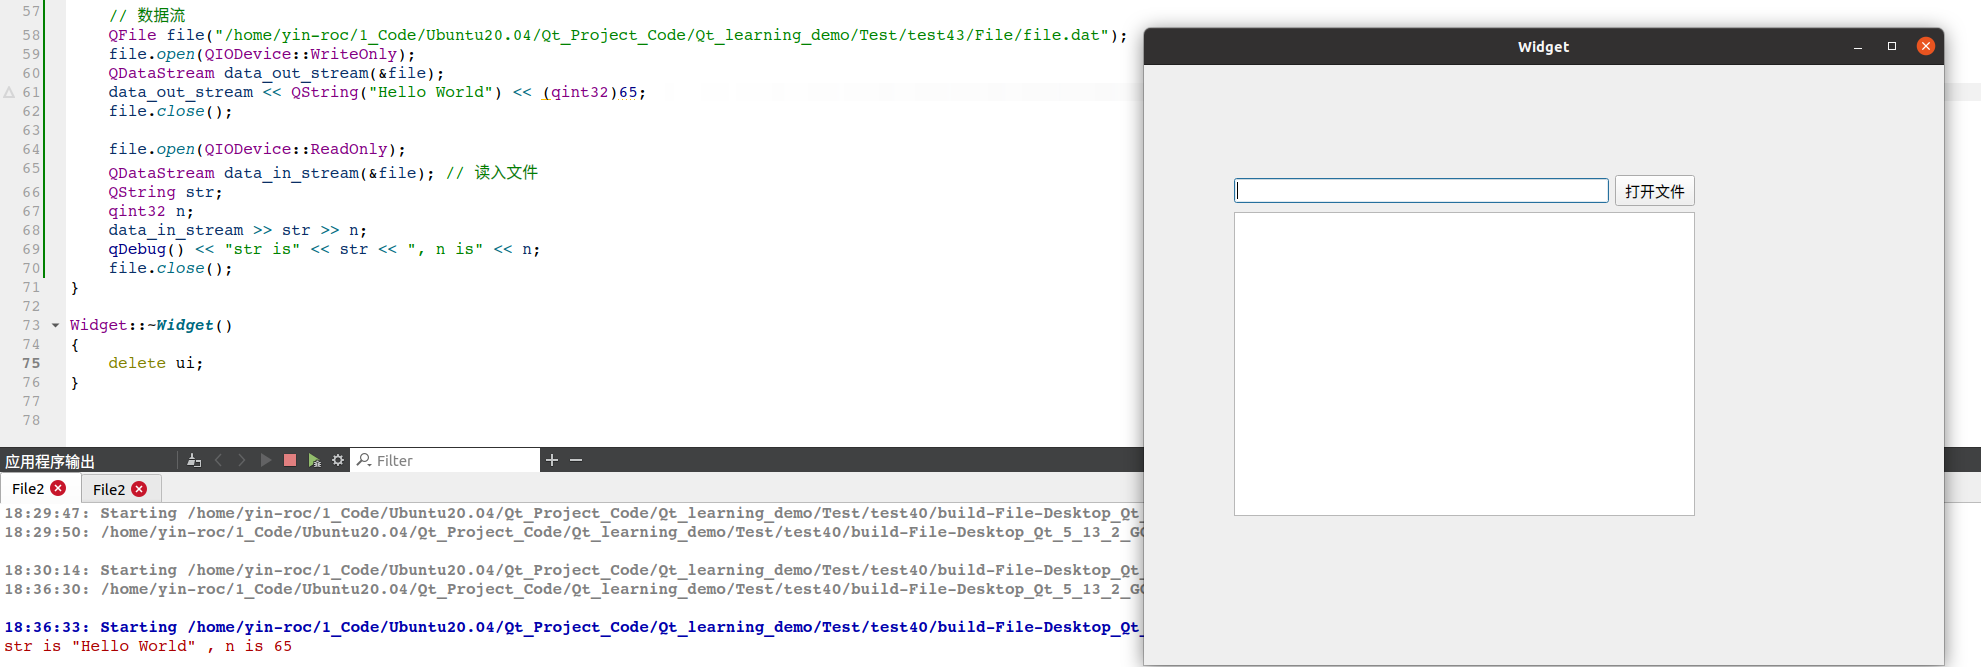 57 // 数据流
58 QFile file("/home/yin-roc/1_Code/Ubuntu20.04/Qt_Project_Code/Qt_learning_demo/Test/test43/File/file.dat");
59 file.open(QIODevice::WriteOnly);
60 QDataStream data_out_stream(&file);
61 data_out_stream << QString("Hello World") << (qint32)65;
62 file.close();
63
64 file.open(QIODevice::ReadOnly);
65 QDataStream data_in_stream(&file); // 读入文件
66 QString str;
67 qint32 n;
68 data_in_stream >> str >> n;
69 qDebug() << "str is" << str << ", n is" << n;
70 file.close();
71 }
72
73 Widget::~Widget()
74 {
75 delete ui;
76 }
77
78
Widget
打开文件
应用程序输出 Filter
File2 File2
18:29:47: Starting /home/yin-roc/1_Code/Ubuntu20.04/Qt_Project_Code/Qt_learning_demo/Test/test40/build-File-Desktop_Qt_
18:29:50: /home/yin-roc/1_Code/Ubuntu20.04/Qt_Project_Code/Qt_learning_demo/Test/test40/build-File-Desktop_Qt_5_13_2_GC
18:30:14: Starting /home/yin-roc/1_Code/Ubuntu20.04/Qt_Project_Code/Qt_learning_demo/Test/test40/build-File-Desktop_Qt_
18:36:30: /home/yin-roc/1_Code/Ubuntu20.04/Qt_Project_Code/Qt_learning_demo/Test/test40/build-File-Desktop_Qt_5_13_2_GC
18:36:33: Starting /home/yin-roc/1_Code/Ubuntu20.04/Qt_Project_Code/Qt_learning_demo/Test/test40/build-File-Desktop_Qt_
str is "Hello World" , n is 65